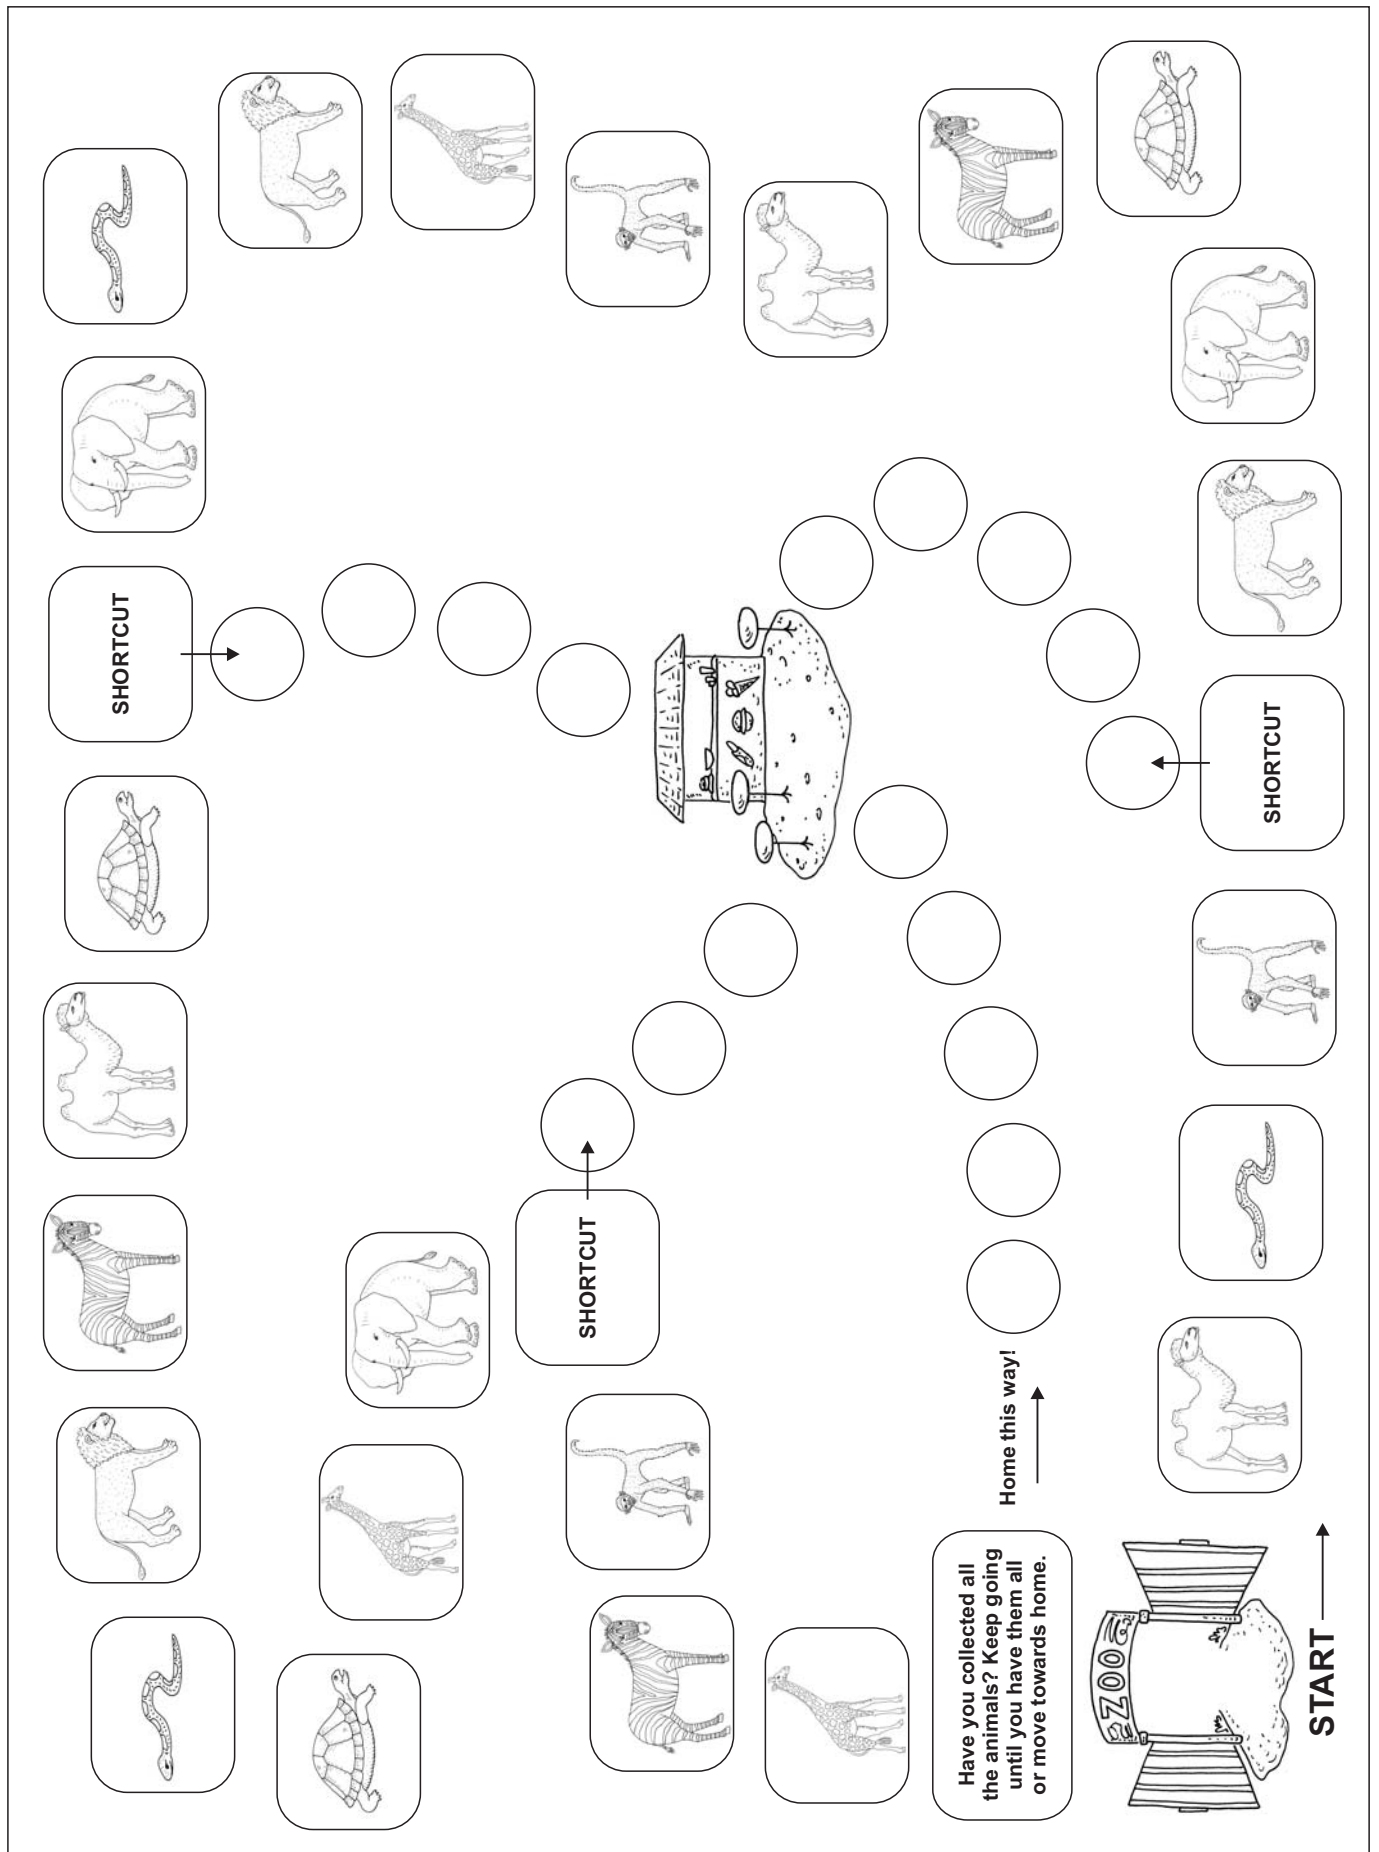 SHORTCUT
SHORTCUT
SHORTCUT
Home this way!
Have you collected all
the animals? Keep going
until you have them all
or move towards home.
ZOO
START